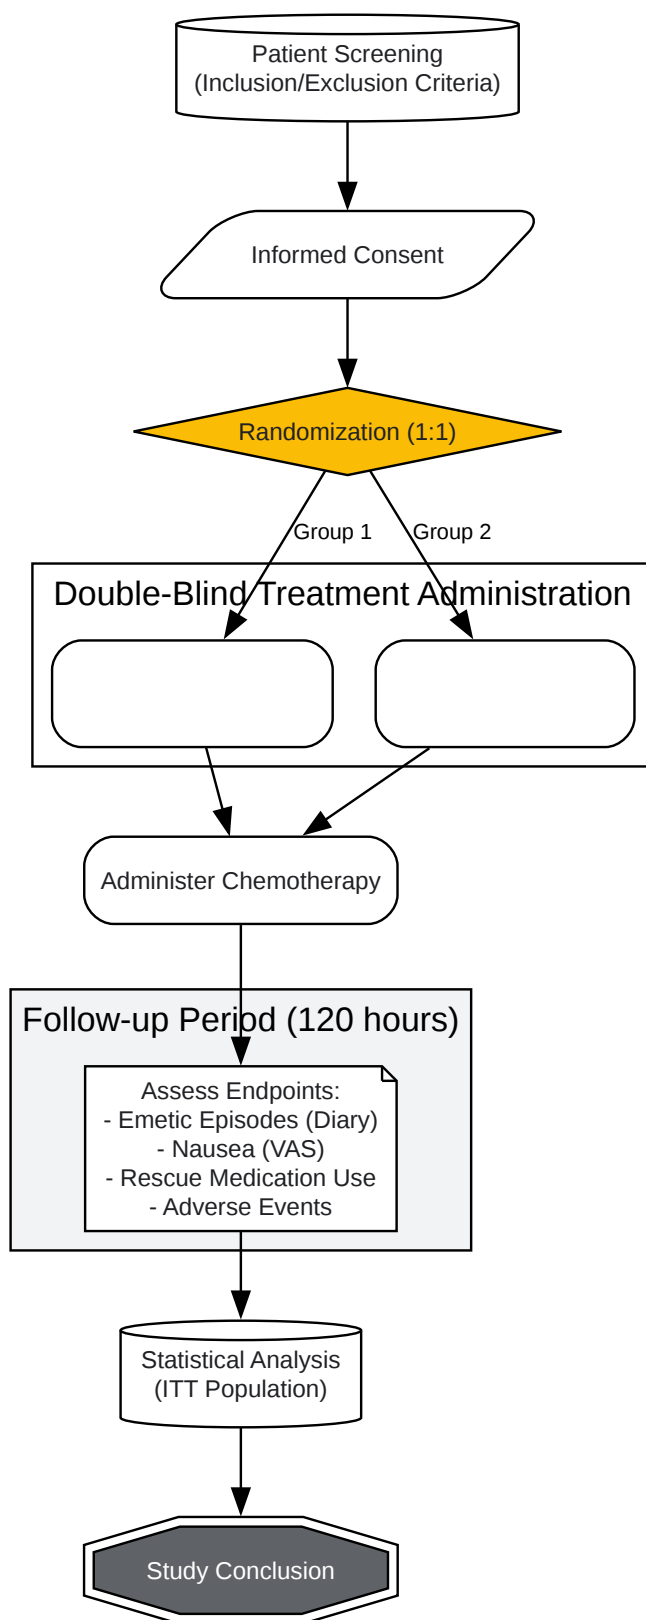 Patient Screening
(Inclusion/Exclusion Criteria)
Informed Consent
Randomization (1:1)
Group 1
Group 2
Double-Blind Treatment Administration
Administer Chemotherapy
Follow-up Period (120 hours)
Assess Endpoints:
- Emetic Episodes (Diary)
- Nausea (VAS)
- Rescue Medication Use
- Adverse Events
Statistical Analysis
(ITT Population)
Study Conclusion